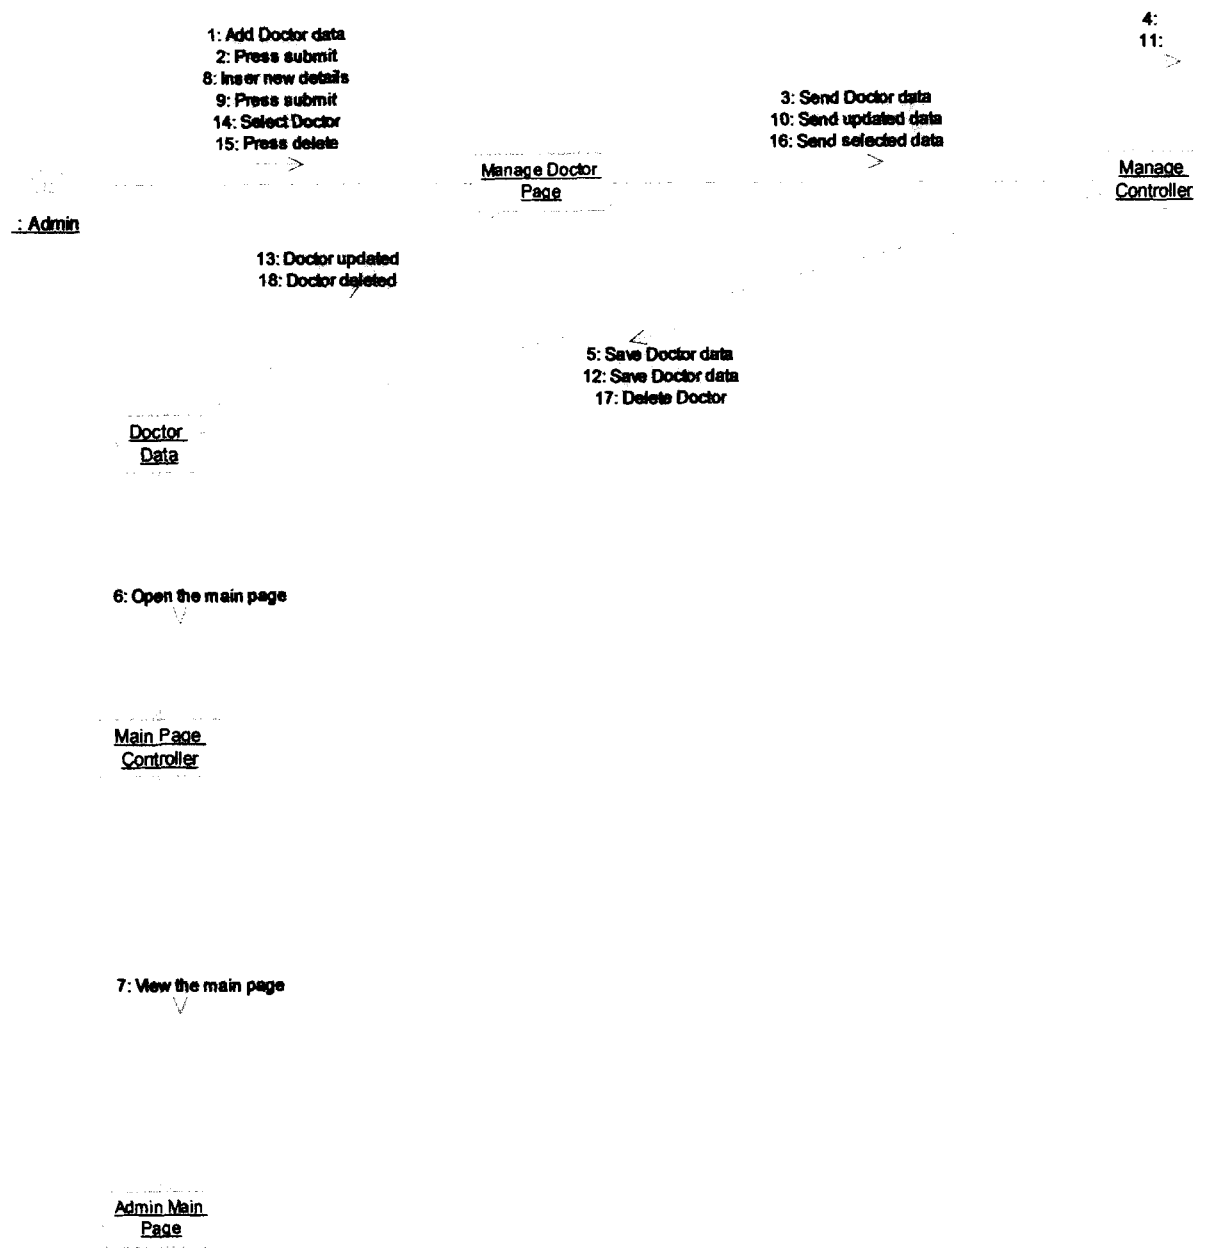 4:
11:
1: Add Doctor data
2: Press submit
8: Inser new details
9: Press submit
14: Select Doctor
15: Press delete
3: Send Doctor data
10: Send updated data
16: Send selected data
Manage Doctor
Page
Manage
Controller
: Admin
13: Doctor updated
18: Doctor deleted
5: Save Doctor data
12: Save Doctor data
17: Delete Doctor
Doctor
Data
6: Open the main page
Main Page
Controller
7: View the main page
Admin Main
Page